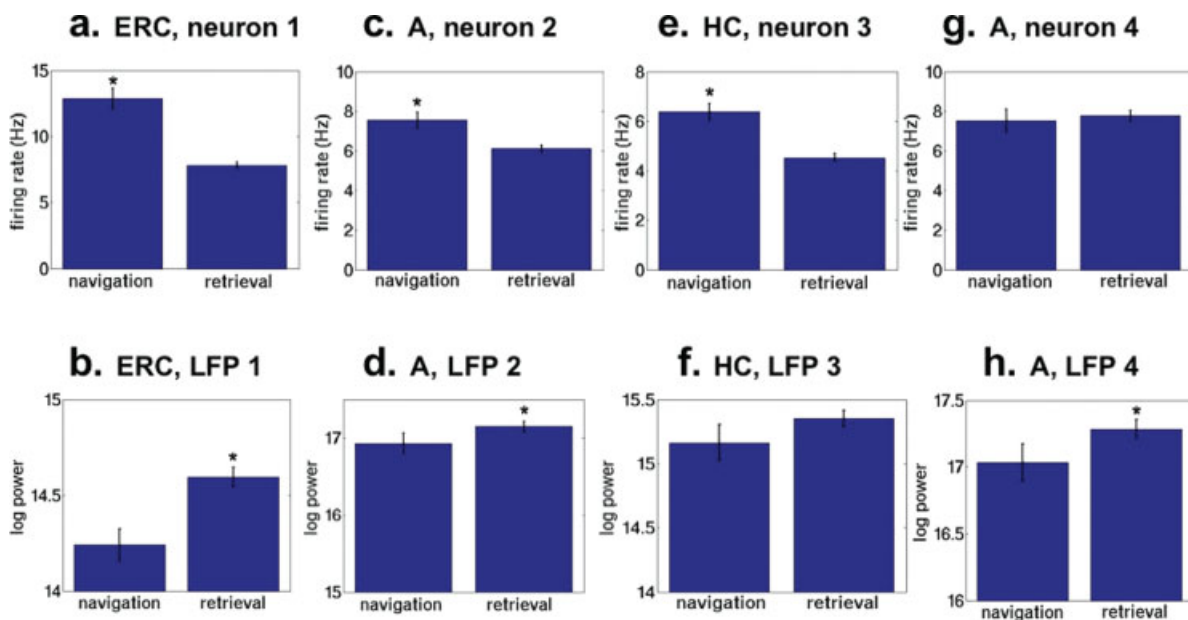 a. ERC, neuron 1
15
10
5
0
firing rate (Hz)
*
navigation
retrieval
c. A, neuron 2
10
8
6
4
2
0
firing rate (Hz)
*
navigation
retrieval
e. HC, neuron 3
8
6
4
2
0
firing rate (Hz)
*
navigation
retrieval
g. A, neuron 4
10
8
6
4
2
0
firing rate (Hz)
navigation
retrieval
b. ERC, LFP 1
15
14.5
14
log power
*
navigation
retrieval
d. A, LFP 2
17
16
15
log power
*
navigation
retrieval
f. HC, LFP 3
15.5
15
15.5
14
log power
navigation
retrieval
h. A, LFP 4
17.5
17
16.5
16
log power
*
navigation
retrieval